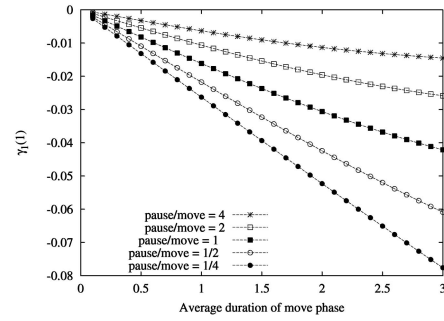 0
-0.01
-0.02
-0.03
-0.04
-0.05
-0.06
-0.07
-0.08
γ1(1)
pause/move = 4
pause/move = 2
pause/move = 1
pause/move = 1/2
pause/move = 1/4
0 0.5 1 1.5 2 2.5 3
Average duration of move phase